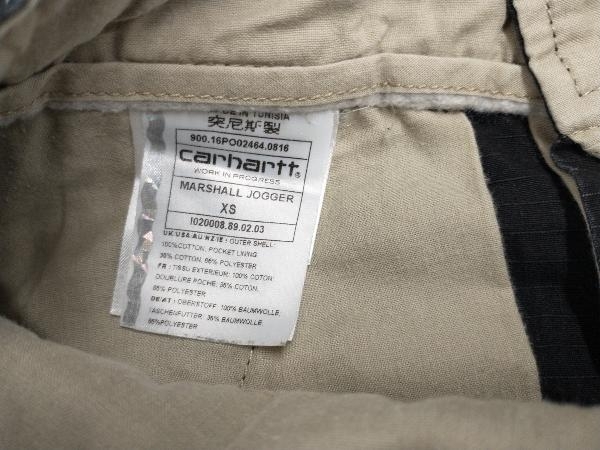 MADE IN TUNISIA
突尼斯製
900.16PO02464.0816
carhartt®
WORK IN PROGRESS
MARSHALL JOGGER
XS
I020008.89.02.03
UK/USA/AU/NZ/IE : OUTER SHELL:
100%COTTON, POCKET LINING
35% COTTON, 65% POLYESTER
FR : TISSU EXTERIEUR: 100% COTON
DOUBLURE POCHE: 35% COTON,
65% POLYESTER
DE/AT : OBERSTOFF: 100% BAUMWOLLE,
TASCHENFUTTER: 35% BAUMWOLLE,
65%POLYESTER